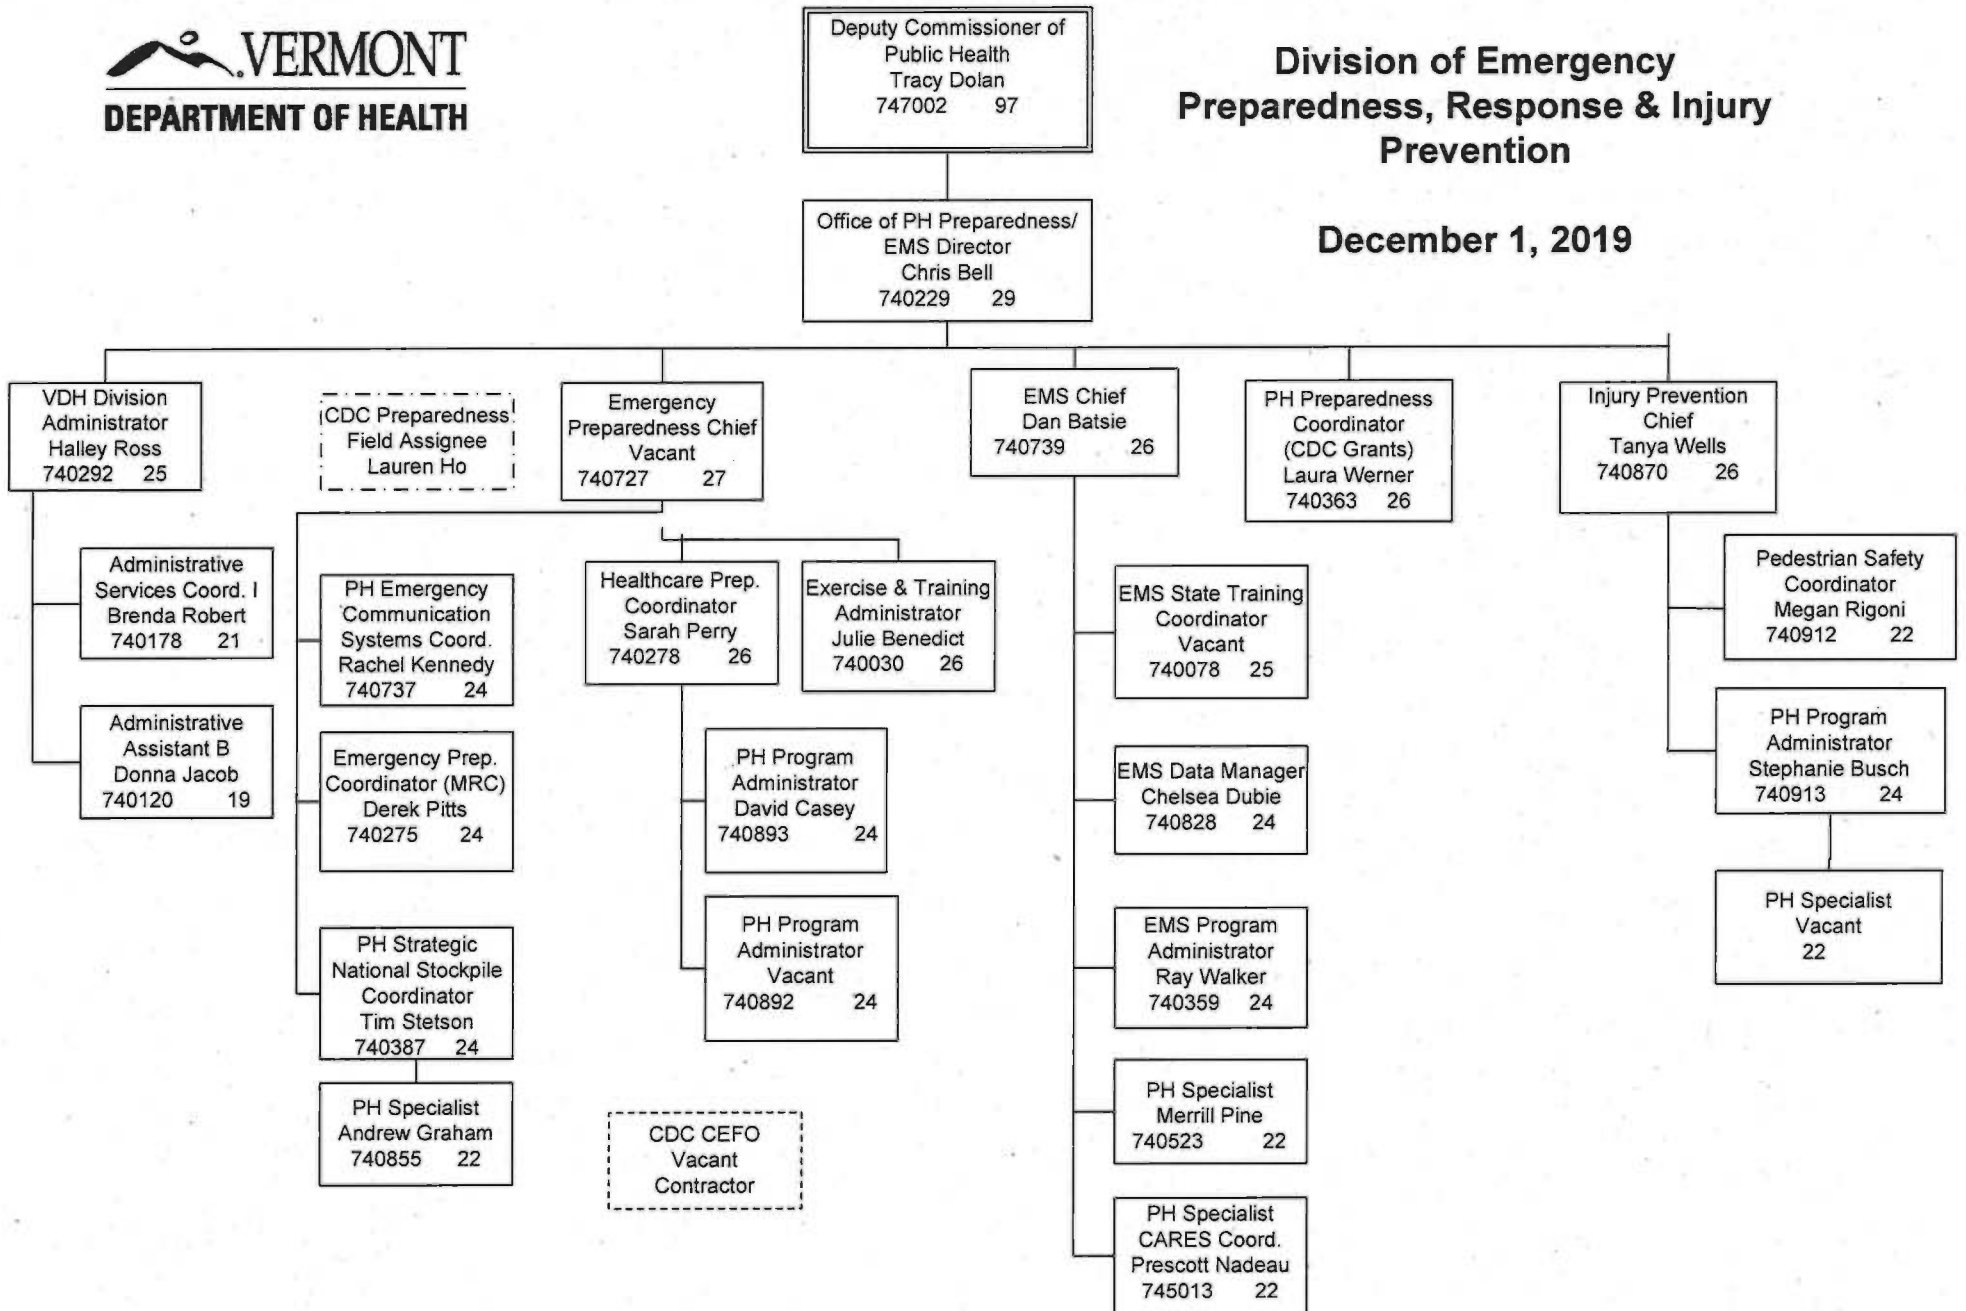 VERMONT
DEPARTMENT OF HEALTH
Deputy Commissioner of
Public Health
Tracy Dolan
747002 97
Division of Emergency
Preparedness, Response & Injury
Prevention
December 1, 2019
Office of PH Preparedness/
EMS Director
Chris Bell
740229 29
VDH Division
Administrator
Halley Ross
740292 25
CDC Preparedness
Field Assignee
Lauren Ho
Emergency
Preparedness Chief
Vacant
740727 27
EMS Chief
Dan Batsie
740739 26
PH Preparedness
Coordinator
(CDC Grants)
Laura Werner
740363 26
Injury Prevention
Chief
Tanya Wells
740870 26
Administrative
Services Coord. I
Brenda Robert
740178 21
Administrative
Assistant B
Donna Jacob
740120 19
PH Emergency
Communication
Systems Coord.
Rachel Kennedy
740737 24
Emergency Prep.
Coordinator (MRC)
Derek Pitts
740275 24
PH Strategic
National Stockpile
Coordinator
Tim Stetson
740387 24
PH Specialist
Andrew Graham
740855 22
Healthcare Prep.
Coordinator
Sarah Perry
740278 26
Exercise & Training
Administrator
Julie Benedict
740030 26
PH Program
Administrator
David Casey
740893 24
PH Program
Administrator
Vacant
740892 24
CDC CEFO
Vacant
Contractor
EMS State Training
Coordinator
Vacant
740078 25
EMS Data Manager
Chelsea Dubie
740828 24
EMS Program
Administrator
Ray Walker
740359 24
PH Specialist
Merrill Pine
740523 22
PH Specialist
CARES Coord.
Prescott Nadeau
745013 22
Pedestrian Safety
Coordinator
Megan Rigoni
740912 22
PH Program
Administrator
Stephanie Busch
740913 24
PH Specialist
Vacant
22